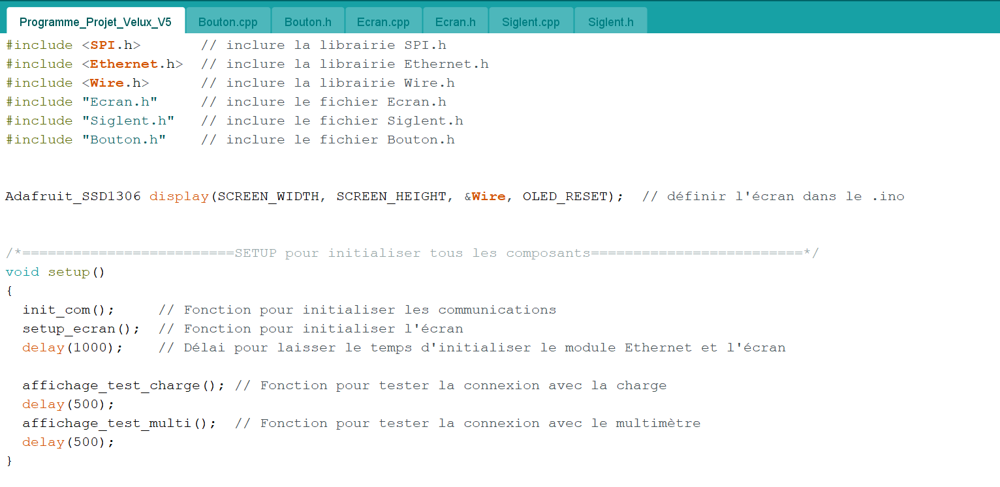 Programme_Projet_Velux_V5 Bouton.cpp Bouton.h Ecran.cpp Ecran.h Siglent.cpp Siglent.h
#include <SPI.h>       // inclure la librairie SPI.h
#include <Ethernet.h>  // inclure la librairie Ethernet.h
#include <Wire.h>      // inclure la librairie Wire.h
#include "Ecran.h"     // inclure le fichier Ecran.h
#include "Siglent.h"   // inclure le fichier Siglent.h
#include "Bouton.h"    // inclure le fichier Bouton.h
Adafruit_SSD1306 display(SCREEN_WIDTH, SCREEN_HEIGHT, &Wire, OLED_RESET);  // définir l'écran dans le .ino
/*=========================SETUP pour initialiser tous les composants=========================*/
void setup()
{
  init_com();     // Fonction pour initialiser les communications
  setup_ecran();  // Fonction pour initialiser l'écran
  delay(1000);    // Délai pour laisser le temps d'initialiser le module Ethernet et l'écran
  affichage_test_charge(); // Fonction pour tester la connexion avec la charge
  delay(500);
  affichage_test_multi();  // Fonction pour tester la connexion avec le multimètre
  delay(500);
}